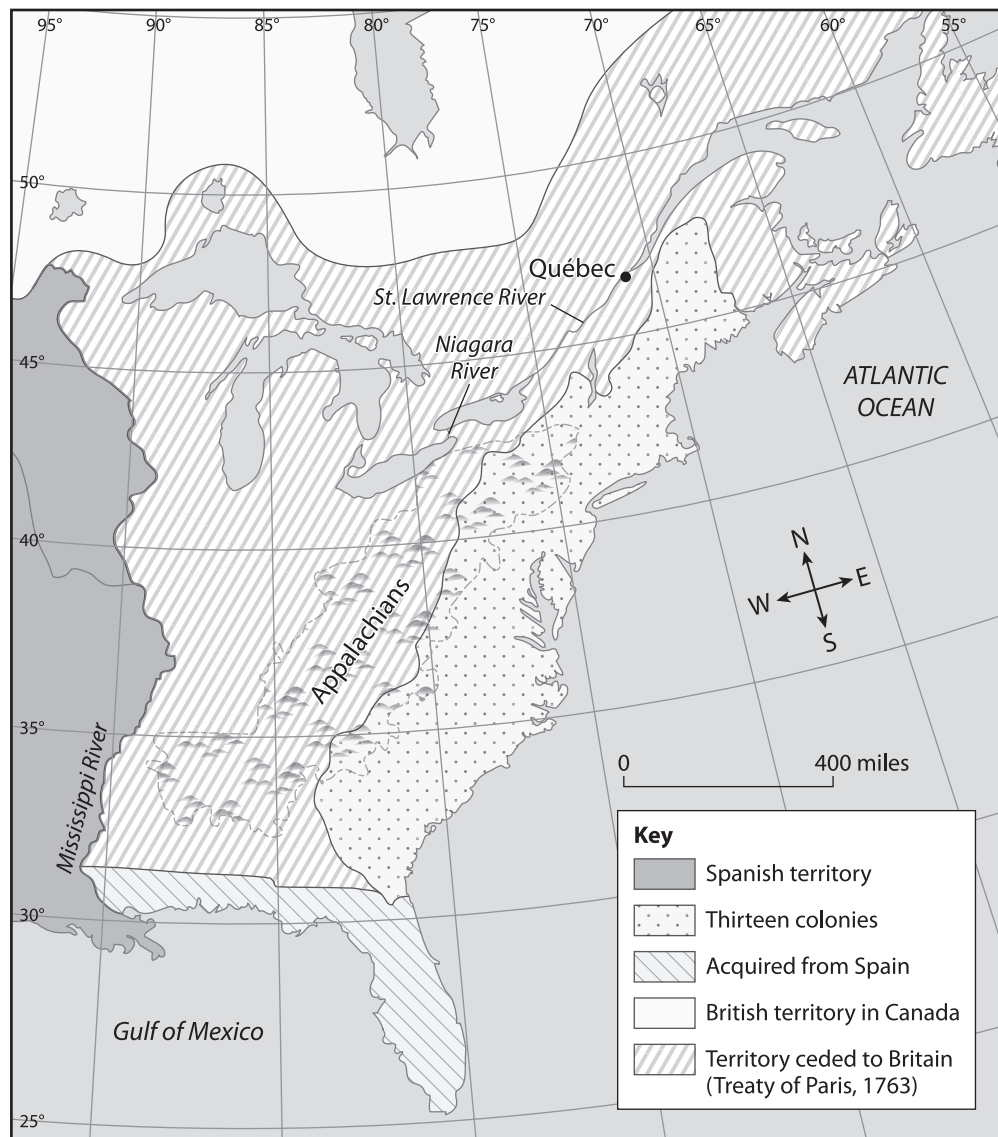 95°
90°
85°
80°
75°
70°
65°
60°
55°
50°
Québec
St. Lawrence River
Niagara
River
45°
ATLANTIC
OCEAN
40°
N
W
E
S
Appalachians
35°
Mississippi River
0
400 miles
Key
Spanish territory
Thirteen colonies
Acquired from Spain
British territory in Canada
Territory ceded to Britain
(Treaty of Paris, 1763)
30°
Gulf of Mexico
25°